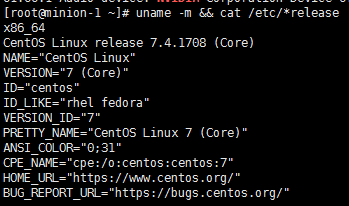 [root@minion-1 ~]# uname -m && cat /etc/*release
x86_64
CentOS Linux release 7.4.1708 (Core)
NAME="CentOS Linux"
VERSION="7 (Core)"
ID="centos"
ID_LIKE="rhel fedora"
VERSION_ID="7"
PRETTY_NAME="CentOS Linux 7 (Core)"
ANSI_COLOR="0;31"
CPE_NAME="cpe:/o:centos:centos:7"
HOME_URL="https://www.centos.org/"
BUG_REPORT_URL="https://bugs.centos.org/"